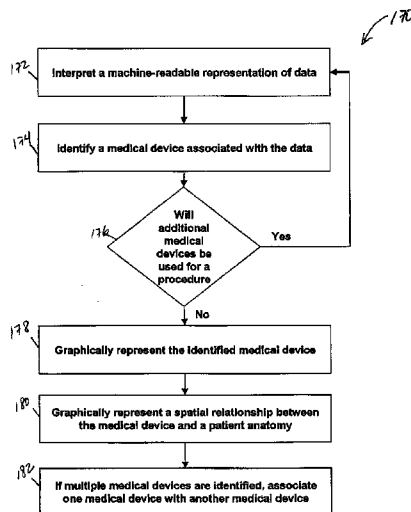 170
172
Interpret a machine-readable representation of data
174
Identify a medical device associated with the data
176
Will
additional
medical
devices be
used for a
procedure
Yes
No
178
Graphically represent the identified medical device
180
Graphically represent a spatial relationship between
the medical device and a patient anatomy
182
If multiple medical devices are identified, associate
one medical device with another medical device